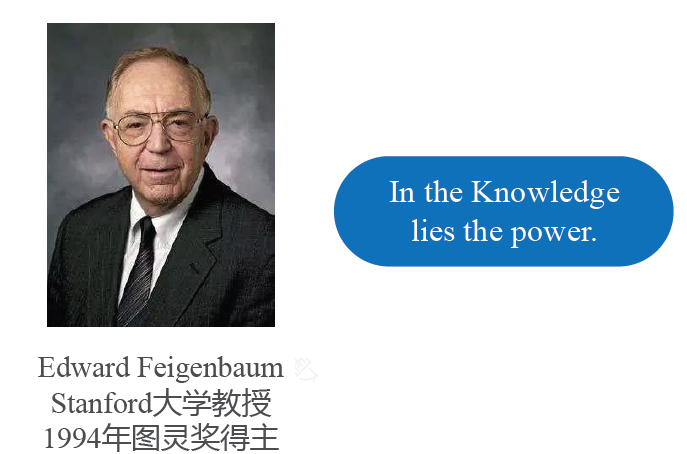 In the Knowledge
lies the power.
Edward Feigenbaum
Stanford大学教授
1994年图灵奖得主